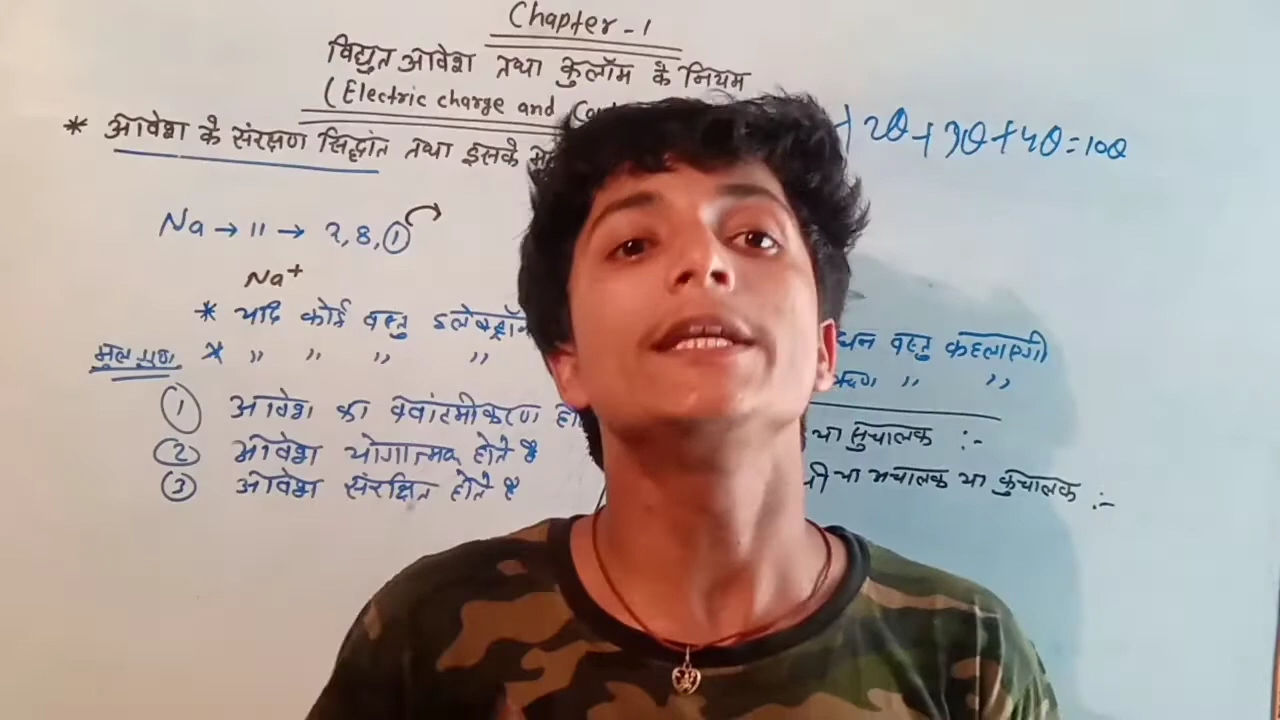 Chapter-1
विद्युत आवेश तथा कुलॉम के नियम
(Electric charge and
* आवेश के संरक्षण सिद्धांत तथा इसके
+2Q+3Q+4Q=10Q
Na → 11 → 2,8,1
Na+
* यदि कोई वस्तु इलेक्ट्रॉन
धन वस्तु कहलाएगी
* " " " "
ऋण " "
1 आवेश का क्वांटमीकरण
2 आवेश योगात्मक होते है
3 आवेश संरक्षित होते है
या सुचालक :-
या अचालक या कुचालक :-